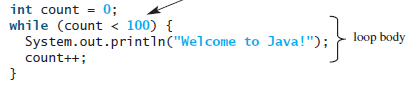 int count = 0;
while (count < 100) {
System.out.println("Welcome to Java!");
loop body
count++;
}